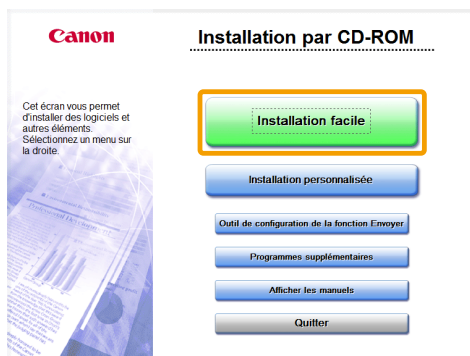 Canon
Installation par CD-ROM
Cet écran vous permet
d'installer des logiciels et
autres éléments.
Sélectionnez un menu sur
la droite.
Installation facile
Installation personnalisée
Outil de configuration de la fonction Envoyer
Programmes supplémentaires
Afficher les manuels
Quitter